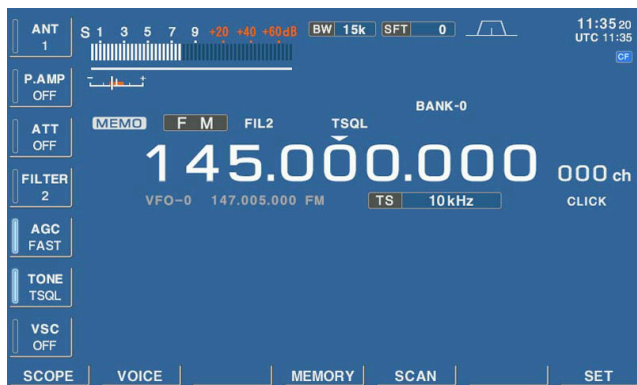 ANT
1
S 1 3 5 7 9 +20 +40 +60dB
BW 15k SFT 0
11:35 20
UTC 11:35
CF
P.AMP
OFF
- +
BANK-0
MEMO F M FIL2 TSQL
ATT
OFF
145.000.000 000 ch
FILTER
2
VFO-0 147.005.000 FM TS 10kHz CLICK
AGC
FAST
TONE
TSQL
VSC
OFF
SCOPE VOICE MEMORY SCAN SET